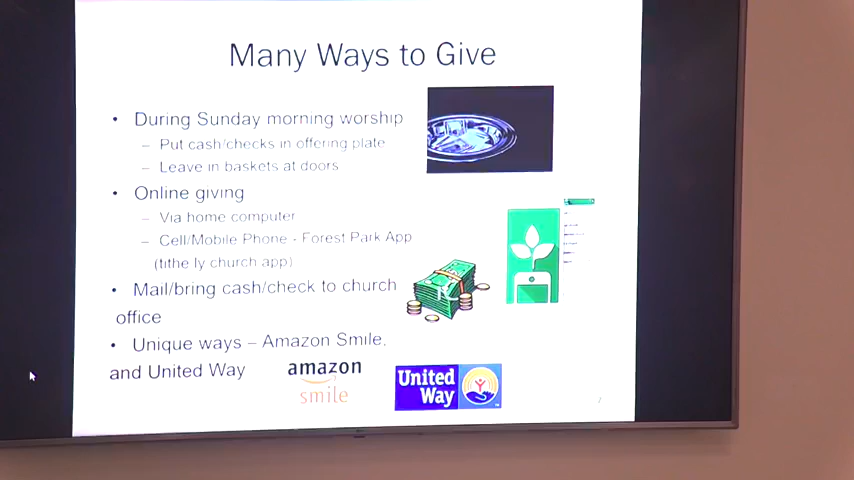 Many Ways to Give
• During Sunday morning worship
– Put cash/checks in offering plate
– Leave in baskets at doors
• Online giving
– Via home computer
– Cell/Mobile Phone - Forest Park App
(tithe ly church app)
• Mail/bring cash/check to church
office
• Unique ways – Amazon Smile,
and United Way
amazon
smile
United
Way